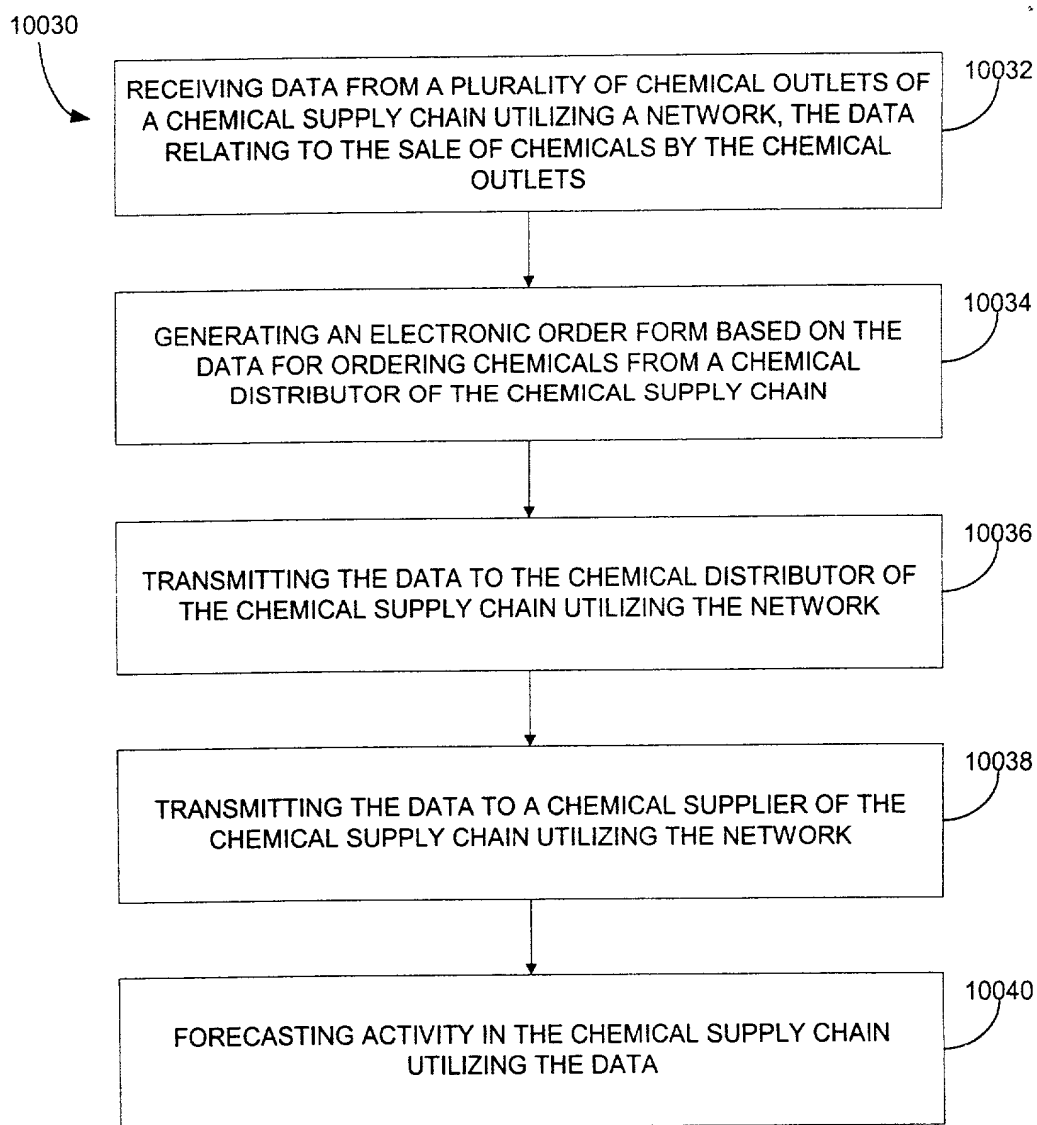 10030
RECEIVING DATA FROM A PLURALITY OF CHEMICAL OUTLETS OF
A CHEMICAL SUPPLY CHAIN UTILIZING A NETWORK, THE DATA
RELATING TO THE SALE OF CHEMICALS BY THE CHEMICAL
OUTLETS
10032
GENERATING AN ELECTRONIC ORDER FORM BASED ON THE
DATA FOR ORDERING CHEMICALS FROM A CHEMICAL
DISTRIBUTOR OF THE CHEMICAL SUPPLY CHAIN
10034
TRANSMITTING THE DATA TO THE CHEMICAL DISTRIBUTOR OF
THE CHEMICAL SUPPLY CHAIN UTILIZING THE NETWORK
10036
TRANSMITTING THE DATA TO A CHEMICAL SUPPLIER OF THE
CHEMICAL SUPPLY CHAIN UTILIZING THE NETWORK
10038
FORECASTING ACTIVITY IN THE CHEMICAL SUPPLY CHAIN
UTILIZING THE DATA
10040